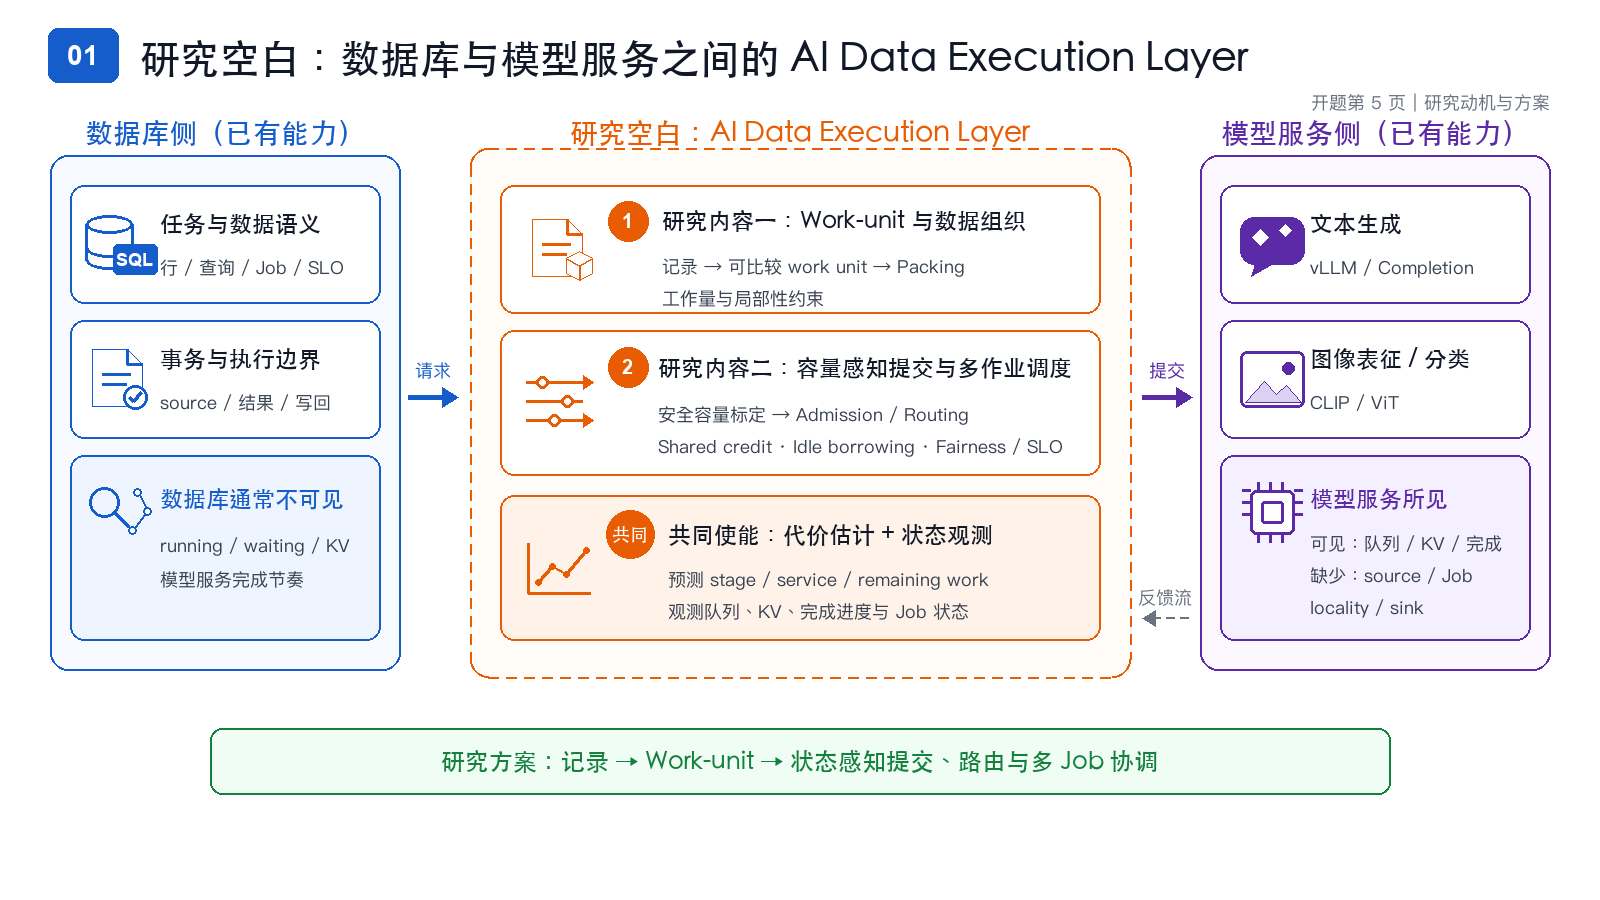 01
研究空白：数据库与模型服务之间的 AI Data Execution Layer
开题第 5 页｜研究动机与方案
数据库侧（已有能力）
SQL
任务与数据语义
行 / 查询 / Job / SLO
事务与执行边界
source / 结果 / 写回
数据库通常不可见
running / waiting / KV
模型服务完成节奏
请求
研究空白：AI Data Execution Layer
1
研究内容一：Work-unit 与数据组织
记录 → 可比较 work unit → Packing
工作量与局部性约束
2
研究内容二：容量感知提交与多作业调度
安全容量标定 → Admission / Routing
Shared credit · Idle borrowing · Fairness / SLO
共同
共同使能：代价估计 + 状态观测
预测 stage / service / remaining work
观测队列、KV、完成进度与 Job 状态
提交
反馈流
模型服务侧（已有能力）
文本生成
vLLM / Completion
图像表征 / 分类
CLIP / ViT
模型服务所见
可见：队列 / KV / 完成
缺少：source / Job
locality / sink
研究方案：记录 → Work-unit → 状态感知提交、路由与多 Job 协调